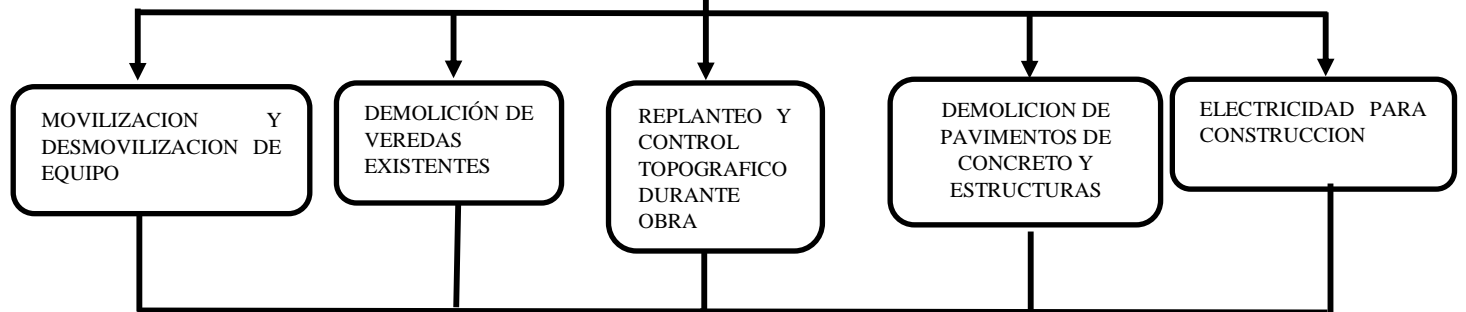 MOVILIZACION Y
DESMOVILIZACION DE
EQUIPO
DEMOLICIÓN DE
VEREDAS
EXISTENTES
REPLANTEO Y
CONTROL
TOPOGRAFICO
DURANTE
OBRA
DEMOLICION DE
PAVIMENTOS DE
CONCRETO Y
ESTRUCTURAS
ELECTRICIDAD PARA
CONSTRUCCION